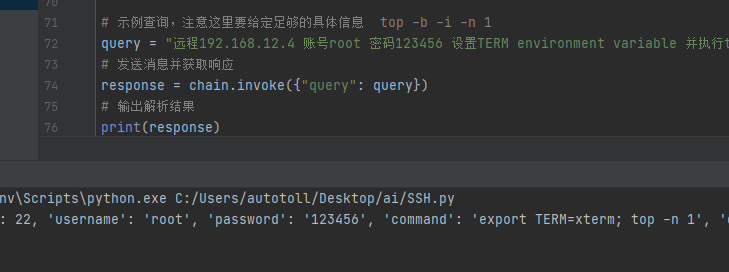 70
71 # 示例查询，注意这里要给定足够的具体信息 top -b -i -n 1
72 query = "远程192.168.12.4 账号root 密码123456 设置TERM environment variable 并执行t
73 # 发送消息并获取响应
74 response = chain.invoke({"query": query})
75 # 输出解析结果
76 print(response)
nv\Scripts\python.exe C:/Users/autotoll/Desktop/ai/SSH.py
: 22, 'username': 'root', 'password': '123456', 'command': 'export TERM=xterm; top -n 1', '